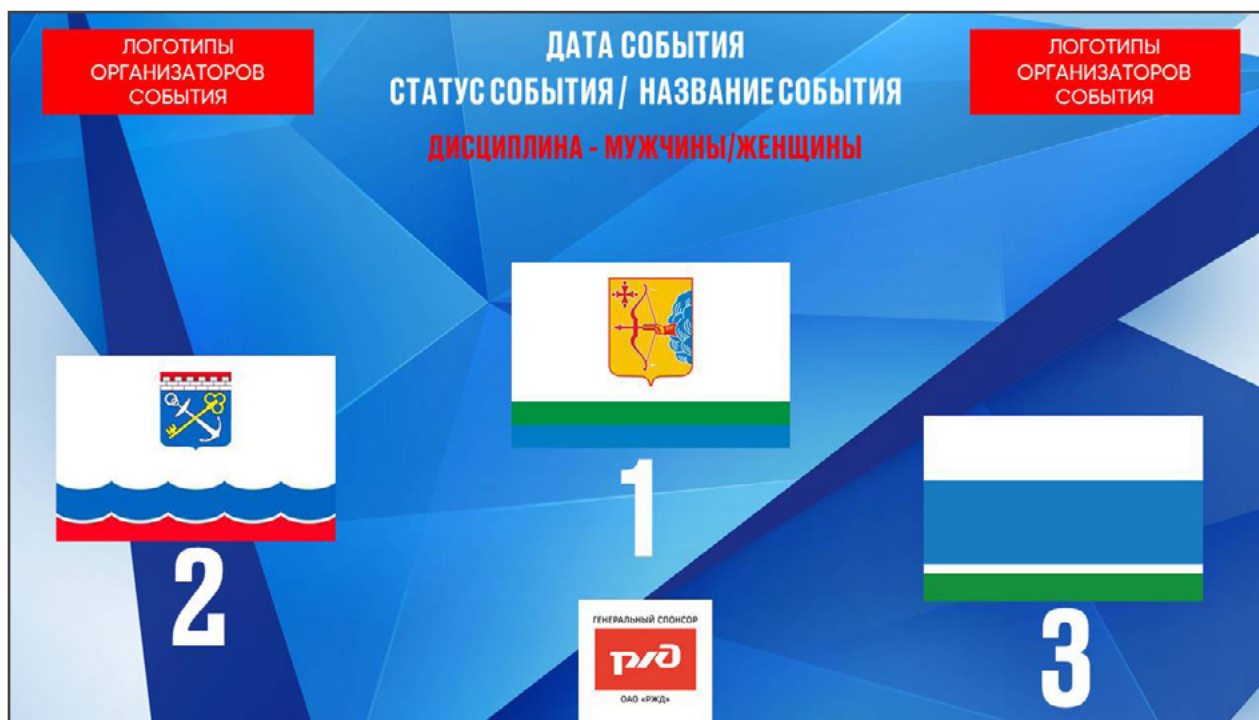 ЛОГОТИПЫ
ОРГАНИЗАТОРОВ
СОБЫТИЯ
ДАТА СОБЫТИЯ
СТАТУС СОБЫТИЯ / НАЗВАНИЕ СОБЫТИЯ
ДИСЦИПЛИНА - МУЖЧИНЫ/ЖЕНЩИНЫ
ЛОГОТИПЫ
ОРГАНИЗАТОРОВ
СОБЫТИЯ
1
2
3
ГЕНЕРАЛЬНЫЙ СПОНСОР
РЖД
ОАО «РЖД»